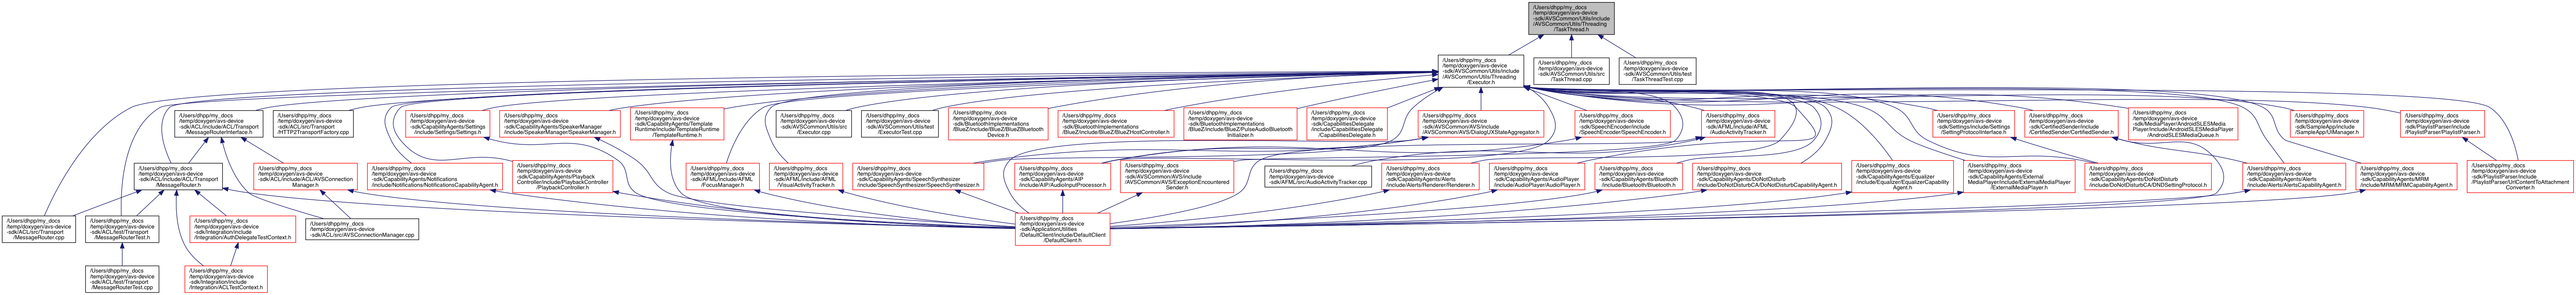 /Users/dhpp/my_docs
/temp/doxygen/avs-device
-sdk/AVSCommon/Utils/include
/AVSCommon/Utils/Threading
/TaskThread.h
/Users/dhpp/my_docs
/temp/doxygen/avs-device
-sdk/AVSCommon/Utils/include
/AVSCommon/Utils/Threading
/Executor.h
/Users/dhpp/my_docs
/temp/doxygen/avs-device
-sdk/AVSCommon/Utils/src
/TaskThread.cpp
/Users/dhpp/my_docs
/temp/doxygen/avs-device
-sdk/AVSCommon/Utils/test
/TaskThreadTest.cpp
/Users/dhpp/my_docs
/temp/doxygen/avs-device
-sdk/ACL/include/ACL/Transport
/MessageRouterInterface.h
/Users/dhpp/my_docs
/temp/doxygen/avs-device
-sdk/ACL/src/Transport
/HTTP2TransportFactory.cpp
/Users/dhpp/my_docs
/temp/doxygen/avs-device
-sdk/CapabilityAgents/Settings
/include/Settings/Settings.h
/Users/dhpp/my_docs
/temp/doxygen/avs-device
-sdk/CapabilityAgents/SpeakerManager
/include/SpeakerManager/SpeakerManager.h
/Users/dhpp/my_docs
/temp/doxygen/avs-device
-sdk/CapabilityAgents/Template
Runtime/include/TemplateRuntime
/TemplateRuntime.h
/Users/dhpp/my_docs
/temp/doxygen/avs-device
-sdk/AVSCommon/Utils/src
/Executor.cpp
/Users/dhpp/my_docs
/temp/doxygen/avs-device
-sdk/AVSCommon/Utils/test
/ExecutorTest.cpp
/Users/dhpp/my_docs
/temp/doxygen/avs-device
-sdk/BluetoothImplementations
/BlueZ/include/BlueZ/BlueZBluetooth
Device.h
/Users/dhpp/my_docs
/temp/doxygen/avs-device
-sdk/BluetoothImplementations
/BlueZ/include/BlueZ/BlueZHostController.h
/Users/dhpp/my_docs
/temp/doxygen/avs-device
-sdk/BluetoothImplementations
/BlueZ/include/BlueZ/PulseAudioBluetooth
Initializer.h
/Users/dhpp/my_docs
/temp/doxygen/avs-device
-sdk/CapabilitiesDelegate
/include/CapabilitiesDelegate
/CapabilitiesDelegate.h
/Users/dhpp/my_docs
/temp/doxygen/avs-device
-sdk/AVSCommon/AVS/include
/AVSCommon/AVS/DialogUXStateAggregator.h
/Users/dhpp/my_docs
/temp/doxygen/avs-device
-sdk/SpeechEncoder/include
/SpeechEncoder/SpeechEncoder.h
/Users/dhpp/my_docs
/temp/doxygen/avs-device
-sdk/AFML/include/AFML
/AudioActivityTracker.h
/Users/dhpp/my_docs
/temp/doxygen/avs-device
-sdk/Settings/include/Settings
/SettingProtocolInterface.h
/Users/dhpp/my_docs
/temp/doxygen/avs-device
-sdk/CertifiedSender/include
/CertifiedSender/CertifiedSender.h
/Users/dhpp/my_docs
/temp/doxygen/avs-device
-sdk/MediaPlayer/AndroidSLESMedia
Player/include/AndroidSLESMediaPlayer
/AndroidSLESMediaQueue.h
/Users/dhpp/my_docs
/temp/doxygen/avs-device
-sdk/SampleApp/include
/SampleApp/UIManager.h
/Users/dhpp/my_docs
/temp/doxygen/avs-device
-sdk/PlaylistParser/include
/PlaylistParser/PlaylistParser.h
/Users/dhpp/my_docs
/temp/doxygen/avs-device
-sdk/ACL/include/ACL/Transport
/MessageRouter.h
/Users/dhpp/my_docs
/temp/doxygen/avs-device
-sdk/ACL/include/ACL/AVSConnection
Manager.h
/Users/dhpp/my_docs
/temp/doxygen/avs-device
-sdk/CapabilityAgents/Notifications
/include/Notifications/NotificationsCapabilityAgent.h
/Users/dhpp/my_docs
/temp/doxygen/avs-device
-sdk/CapabilityAgents/Playback
Controller/include/PlaybackController
/PlaybackController.h
/Users/dhpp/my_docs
/temp/doxygen/avs-device
-sdk/AFML/include/AFML
/FocusManager.h
/Users/dhpp/my_docs
/temp/doxygen/avs-device
-sdk/AFML/include/AFML
/VisualActivityTracker.h
/Users/dhpp/my_docs
/temp/doxygen/avs-device
-sdk/CapabilityAgents/SpeechSynthesizer
/include/SpeechSynthesizer/SpeechSynthesizer.h
/Users/dhpp/my_docs
/temp/doxygen/avs-device
-sdk/CapabilityAgents/AIP
/include/AIP/AudioInputProcessor.h
/Users/dhpp/my_docs
/temp/doxygen/avs-device
-sdk/AVSCommon/AVS/include
/AVSCommon/AVS/ExceptionEncountered
Sender.h
/Users/dhpp/my_docs
/temp/doxygen/avs-device
-sdk/AFML/src/AudioActivityTracker.cpp
/Users/dhpp/my_docs
/temp/doxygen/avs-device
-sdk/CapabilityAgents/Alerts
/include/Alerts/Renderer/Renderer.h
/Users/dhpp/my_docs
/temp/doxygen/avs-device
-sdk/CapabilityAgents/AudioPlayer
/include/AudioPlayer/AudioPlayer.h
/Users/dhpp/my_docs
/temp/doxygen/avs-device
-sdk/CapabilityAgents/Bluetooth
/include/Bluetooth/Bluetooth.h
/Users/dhpp/my_docs
/temp/doxygen/avs-device
-sdk/CapabilityAgents/DoNotDisturb
/include/DoNotDisturbCA/DoNotDisturbCapabilityAgent.h
/Users/dhpp/my_docs
/temp/doxygen/avs-device
-sdk/CapabilityAgents/Equalizer
/include/Equalizer/EqualizerCapability
Agent.h
/Users/dhpp/my_docs
/temp/doxygen/avs-device
-sdk/CapabilityAgents/External
MediaPlayer/include/ExternalMediaPlayer
/ExternalMediaPlayer.h
/Users/dhpp/my_docs
/temp/doxygen/avs-device
-sdk/CapabilityAgents/DoNotDisturb
/include/DoNotDisturbCA/DNDSettingProtocol.h
/Users/dhpp/my_docs
/temp/doxygen/avs-device
-sdk/CapabilityAgents/Alerts
/include/Alerts/AlertsCapabilityAgent.h
/Users/dhpp/my_docs
/temp/doxygen/avs-device
-sdk/CapabilityAgents/MRM
/include/MRM/MRMCapabilityAgent.h
/Users/dhpp/my_docs
/temp/doxygen/avs-device
-sdk/PlaylistParser/include
/PlaylistParser/UrlContentToAttachment
Converter.h
/Users/dhpp/my_docs
/temp/doxygen/avs-device
-sdk/ACL/src/Transport
/MessageRouter.cpp
/Users/dhpp/my_docs
/temp/doxygen/avs-device
-sdk/ACL/test/Transport
/MessageRouterTest.h
/Users/dhpp/my_docs
/temp/doxygen/avs-device
-sdk/Integration/include
/Integration/AuthDelegateTestContext.h
/Users/dhpp/my_docs
/temp/doxygen/avs-device
-sdk/ACL/src/AVSConnectionManager.cpp
/Users/dhpp/my_docs
/temp/doxygen/avs-device
-sdk/ApplicationUtilities
/DefaultClient/include/DefaultClient
/DefaultClient.h
/Users/dhpp/my_docs
/temp/doxygen/avs-device
-sdk/ACL/test/Transport
/MessageRouterTest.cpp
/Users/dhpp/my_docs
/temp/doxygen/avs-device
-sdk/Integration/include
/Integration/ACLTestContext.h